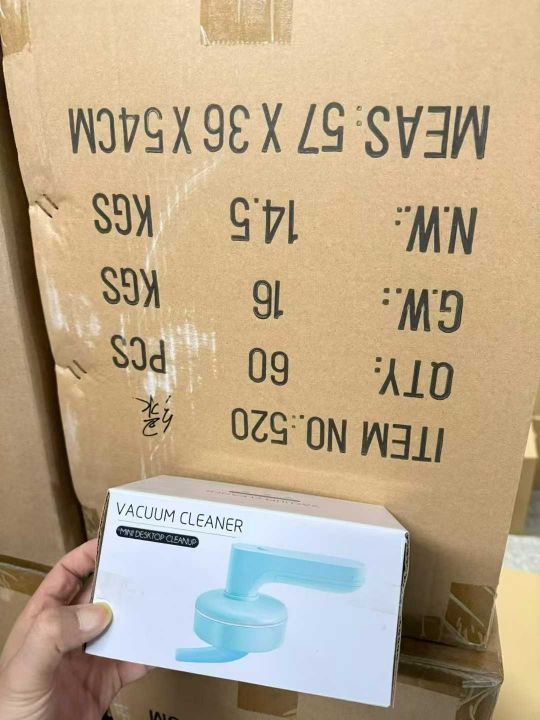 ITEM NO.:520
QTY: 60 PCS
G.W.: 16 KGS
N.W.: 14.5 KGS
MEAS:57 X 36 X 54CM
VACUUM CLEANER
MINI DESKTOP CLEANUP